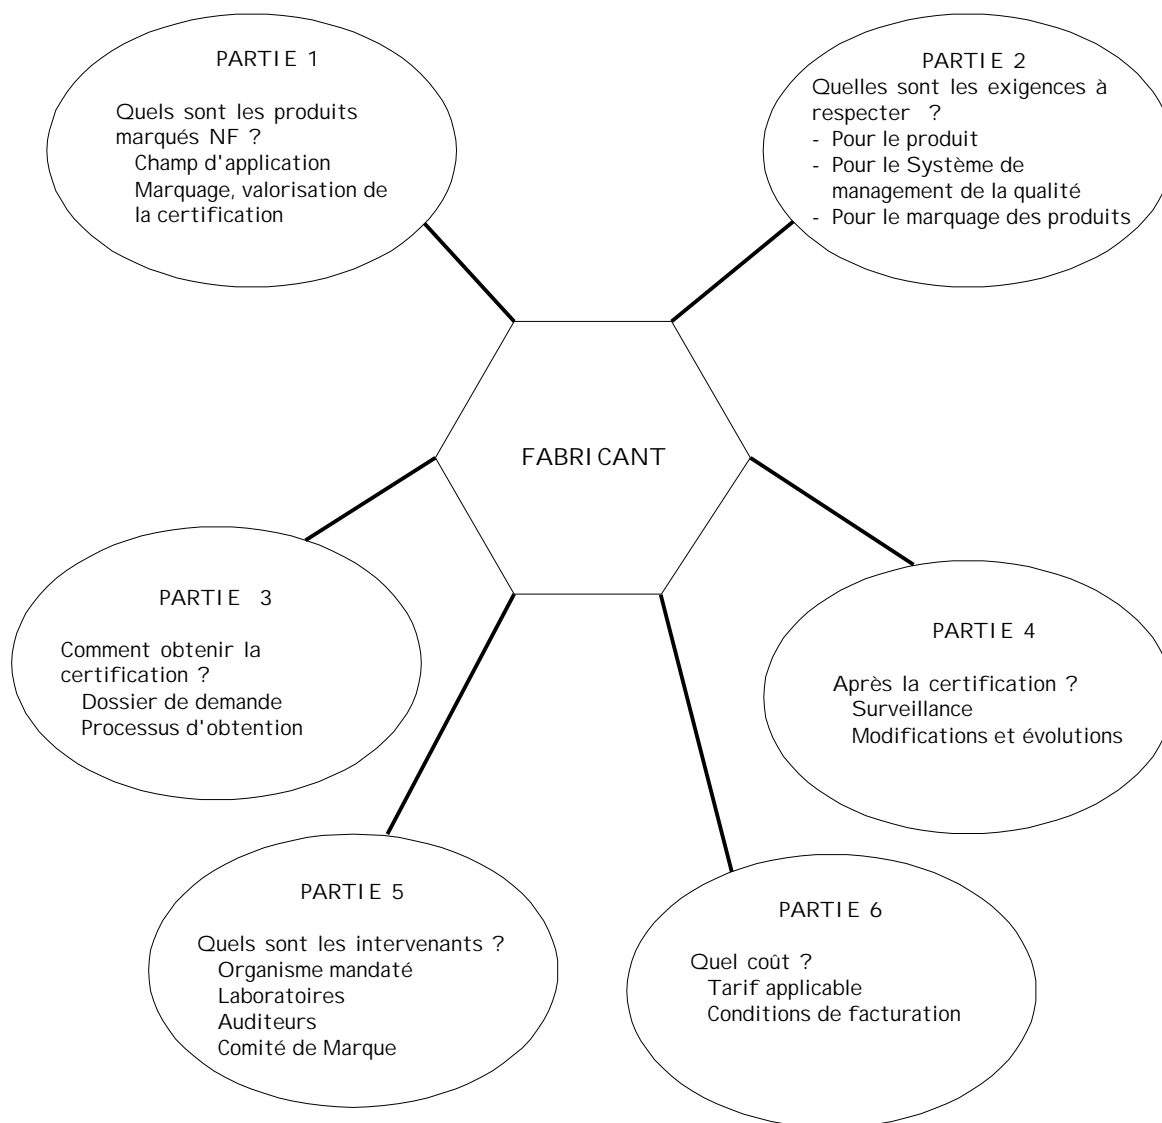 PARTIE 1
Quels sont les produits
marqués NF ?
Champ d'application
Marquage, valorisation de
la certification
PARTIE 2
Quelles sont les exigences à
respecter ?
- Pour le produit
- Pour le Système de
management de la qualité
- Pour le marquage des produits
FABRICANT
PARTIE 3
Comment obtenir la
certification ?
Dossier de demande
Processus d'obtention
PARTIE 4
Après la certification ?
Surveillance
Modifications et évolutions
PARTIE 5
Quels sont les intervenants ?
Organisme mandaté
Laboratoires
Auditeurs
Comité de Marque
PARTIE 6
Quel coût ?
Tarif applicable
Conditions de facturation